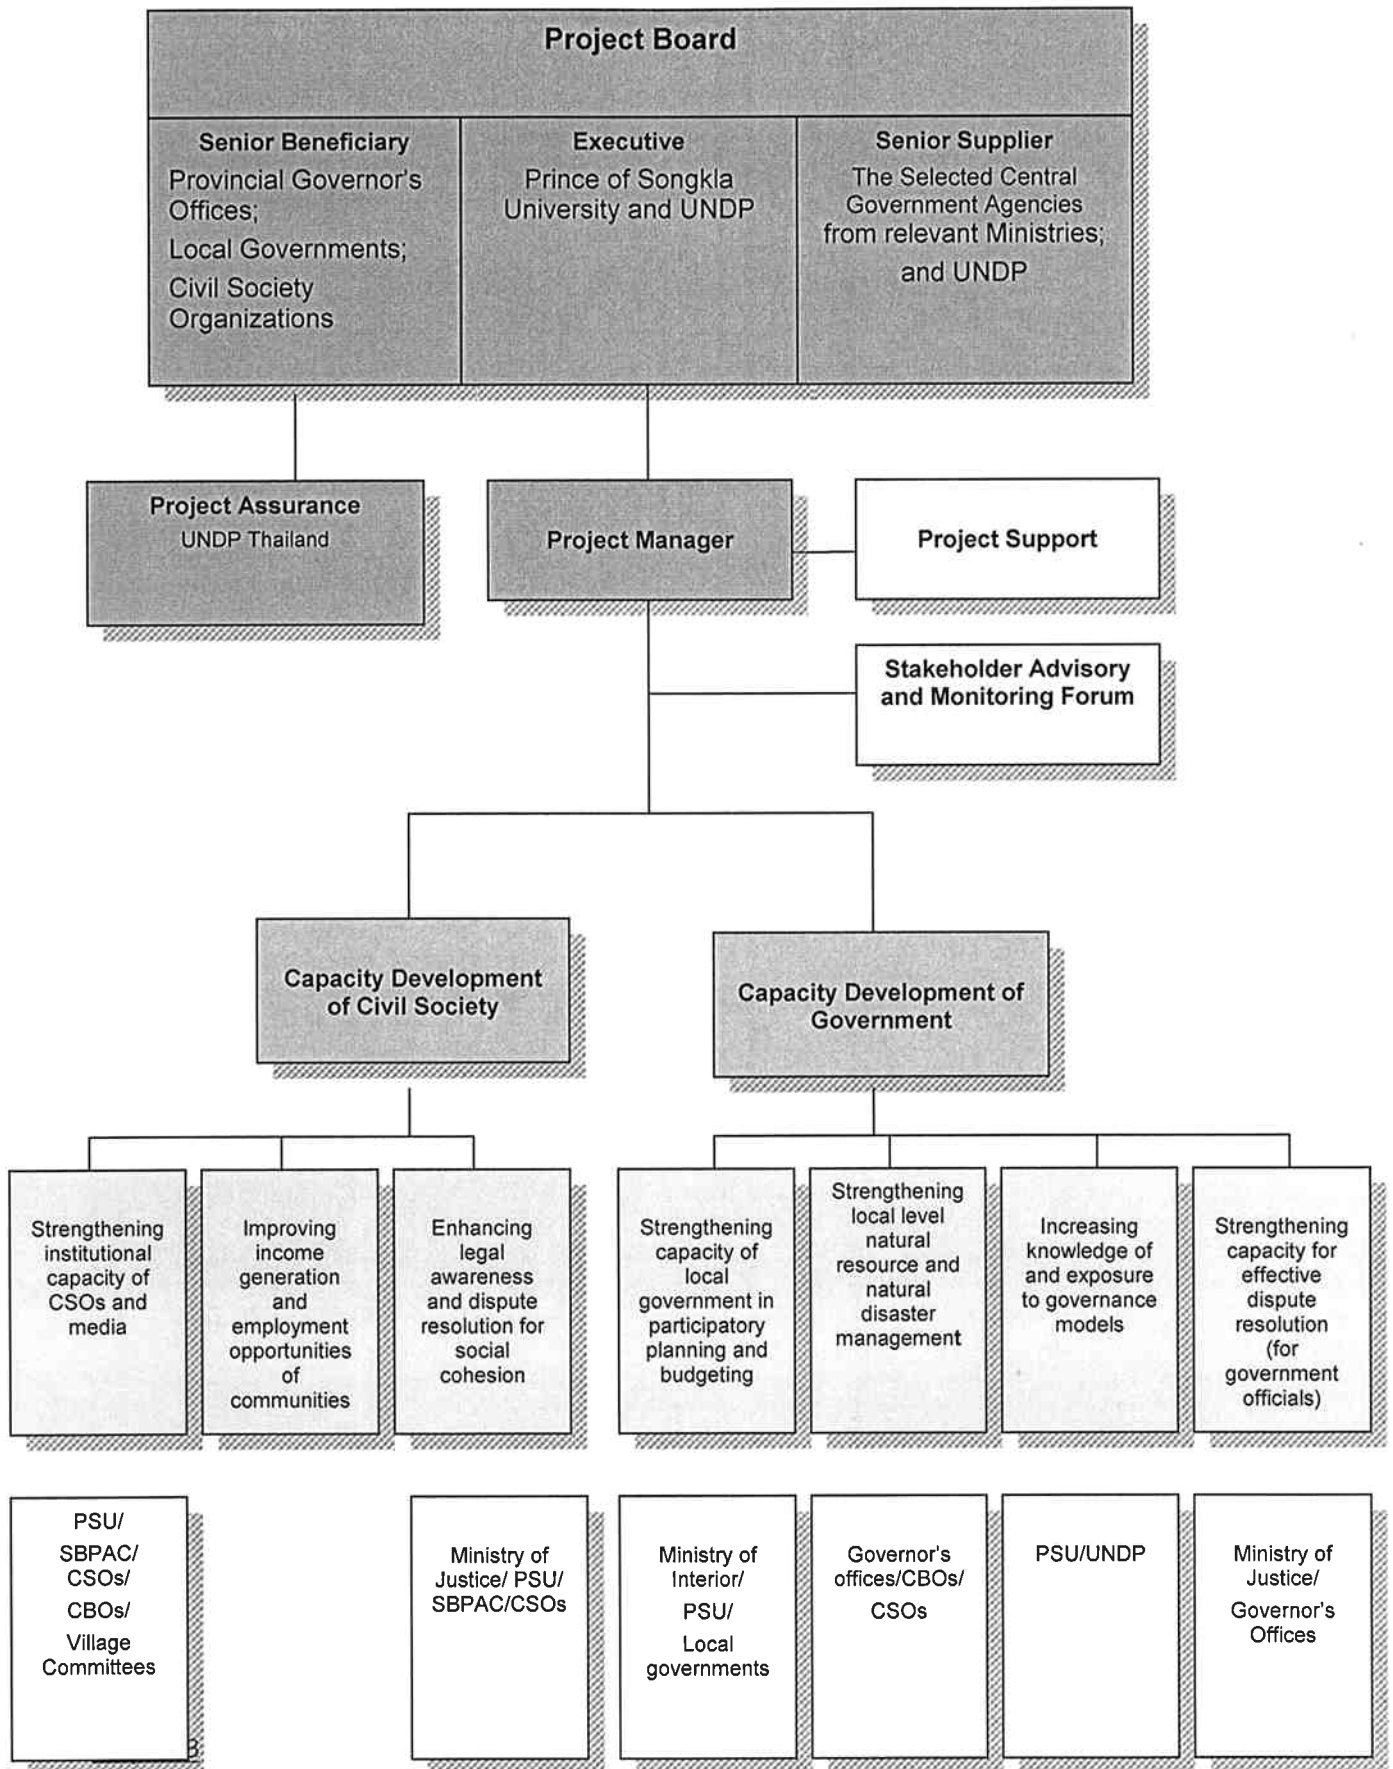 Project Board
Senior Beneficiary
Provincial Governor's
Offices;
Local Governments;
Civil Society
Organizations
Executive
Prince of Songkla
University and UNDP
Senior Supplier
The Selected Central
Government Agencies
from relevant Ministries;
and UNDP
Project Assurance
UNDP Thailand
Project Manager
Project Support
Stakeholder Advisory
and Monitoring Forum
Capacity Development
of Civil Society
Capacity Development of
Government
Strengthening
institutional
capacity of
CSOs and
media
Improving
income
generation
and
employment
opportunities
of
communities
Enhancing
legal
awareness
and dispute
resolution for
social
cohesion
Strengthening
capacity of
local
government in
participatory
planning and
budgeting
Strengthening
local level
natural
resource and
natural
disaster
management
Increasing
knowledge of
and exposure
to governance
models
Strengthening
capacity for
effective
dispute
resolution
(for
government
officials)
PSU/
SBPAC/
CSOs/
CBOs/
Village
Committees
Ministry of
Justice/ PSU/
SBPAC/CSOs
Ministry of
Interior/
PSU/
Local
governments
Governor's
offices/CBOs/
CSOs
PSU/UNDP
Ministry of
Justice/
Governor's
Offices